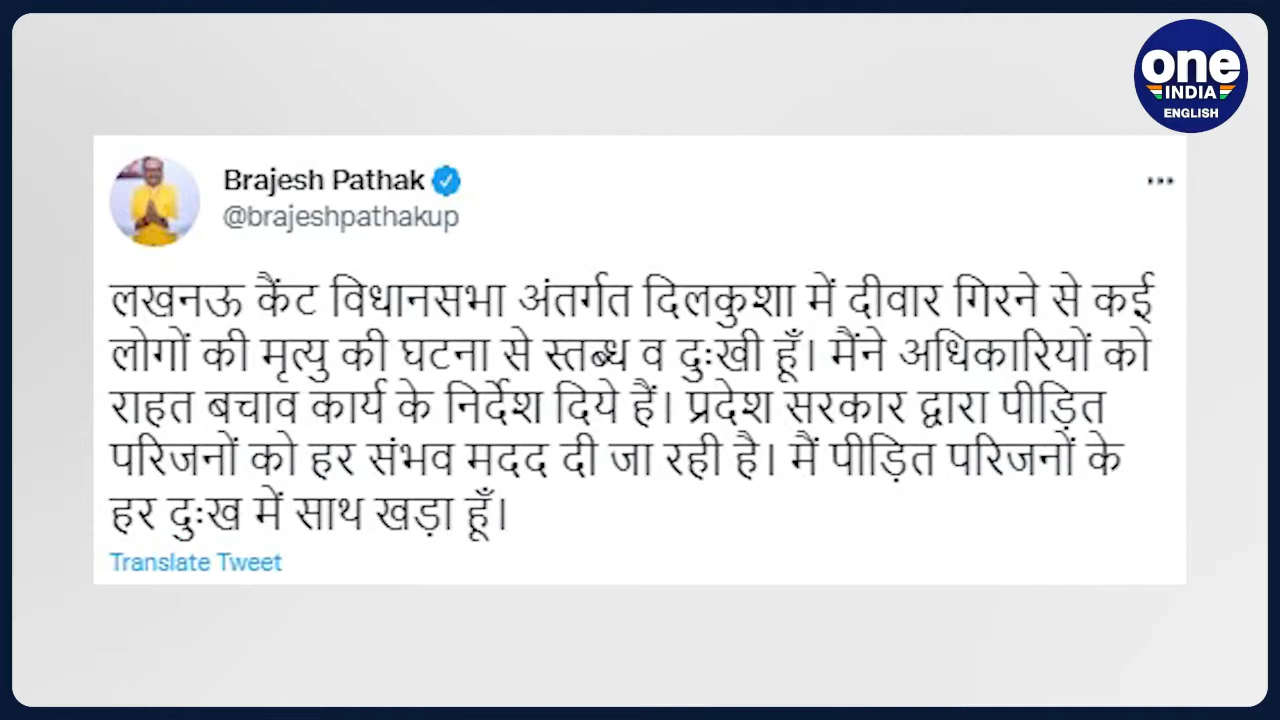 one
INDIA
ENGLISH
Brajesh Pathak
@brajeshpathakup
लखनऊ कैंट विधानसभा अंतर्गत दिलकुशा में दीवार गिरने से कई
लोगों की मृत्यु की घटना से स्तब्ध व दुःखी हूँ। मैंने अधिकारियों को
राहत बचाव कार्य के निर्देश दिये हैं। प्रदेश सरकार द्वारा पीड़ित
परिजनों को हर संभव मदद दी जा रही है। मैं पीड़ित परिजनों के
हर दुःख में साथ खड़ा हूँ।
Translate Tweet